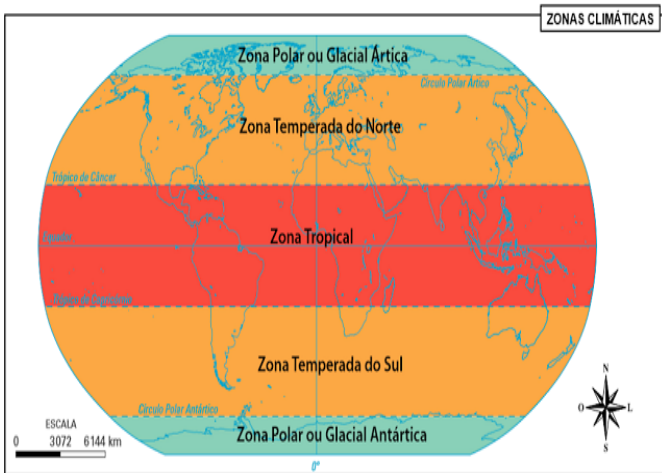 ZONAS CLIMÁTICAS
Zona Polar ou Glacial Ártica
Círculo Polar Ártico
Zona Temperada do Norte
Trópico de Câncer
Zona Tropical
Equador
Trópico de Capricórnio
Zona Temperada do Sul
Círculo Polar Antártico
Zona Polar ou Glacial Antártica
ESCALA
0 3072 6144 km
0°
N
O L
S